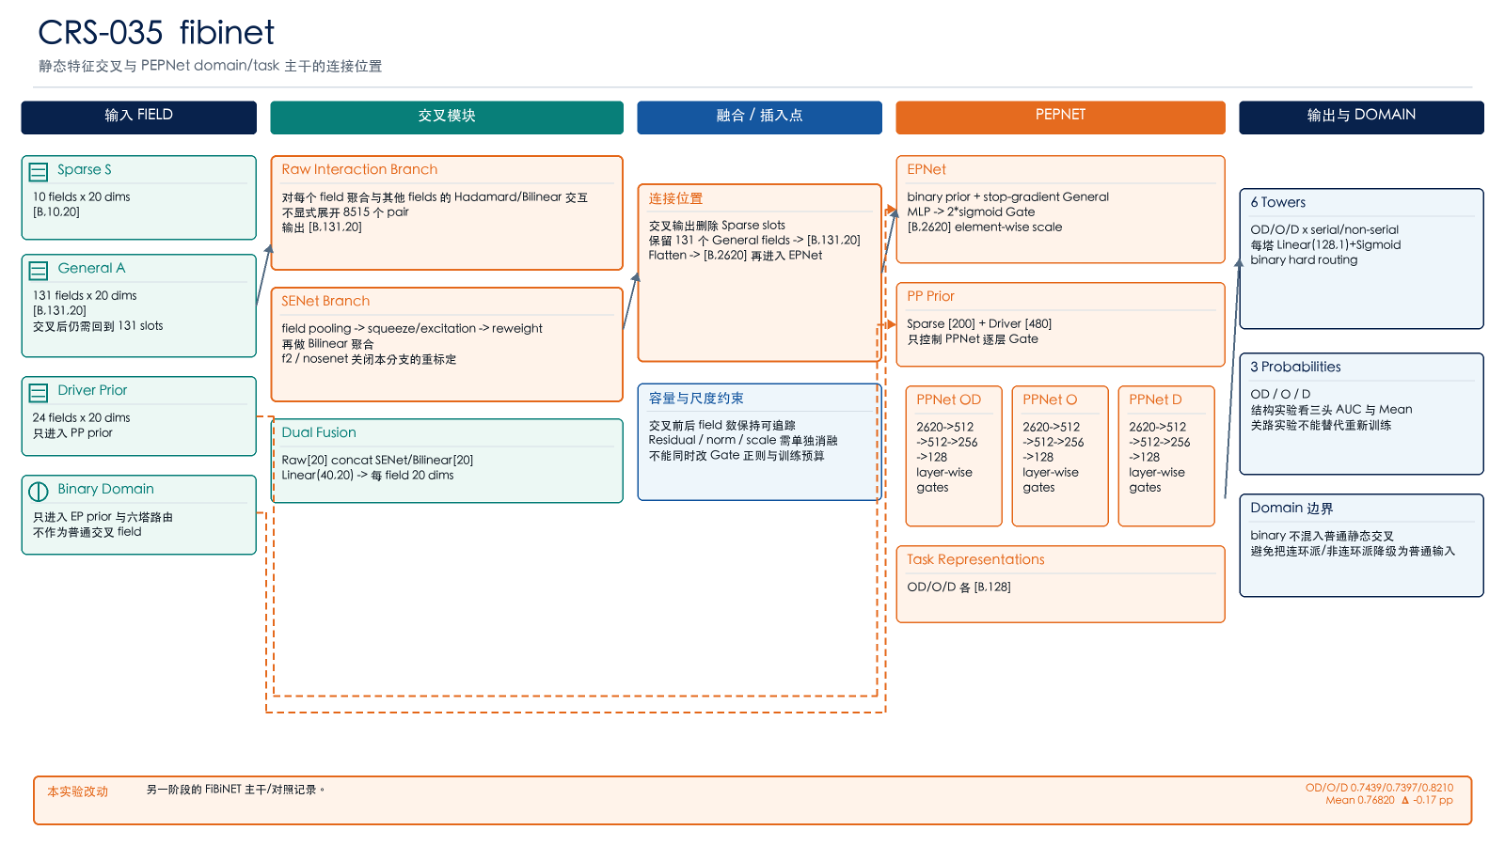 CRS-035 fibinet
静态特征交叉与 PEPNet domain/task 主干的连接位置
输入 FIELD
交叉模块
融合 / 插入点
PEPNET
输出与 DOMAIN
Sparse S
10 fields x 20 dims
[B.10.20]
General A
131 fields x 20 dims
[B.131.20]
交叉后仍需回到 131 slots
Driver Prior
24 fields x 20 dims
只进入 PP prior
Binary Domain
只进入 EP prior 与六塔路由
不作为普通交叉 field
Raw Interaction Branch
对每个 field 聚合与其他 fields 的 Hadamard/Bilinear 交互
不显式展开 8515 个 pair
输出 [B.131.20]
SENet Branch
field pooling -> squeeze/excitation -> reweight
再做 Bilinear 聚合
f2 / nosenet 关闭本分支的重标定
Dual Fusion
Raw[20] concat SENet/Bilinear[20]
Linear(40.20) -> 每 field 20 dims
连接位置
交叉输出删除 Sparse slots
保留 131 个 General fields -> [B.131.20]
Flatten -> [B.2620] 再进入 EPNet
容量与尺度约束
交叉前后 field 数保持可追踪
Residual / norm / scale 需单独消融
不能同时改 Gate 正则与训练预算
EPNet
binary prior + stop-gradient General
MLP -> 2*sigmoid Gate
[B.2620] element-wise scale
PP Prior
Sparse [200] + Driver [480]
只控制 PPNet 逐层 Gate
PPNet OD
2620->512
->512->256
->128
layer-wise
gates
PPNet O
2620->512
->512->256
->128
layer-wise
gates
PPNet D
2620->512
->512->256
->128
layer-wise
gates
Task Representations
OD/O/D 各 [B.128]
6 Towers
OD/O/D x serial/non-serial
每塔 Linear(128.1)+Sigmoid
binary hard routing
3 Probabilities
OD / O / D
结构实验看三头 AUC 与 Mean
关路实验不能替代重新训练
Domain 边界
binary 不混入普通静态交叉
避免把连环派/非连环派降级为普通输入
本实验改动
另一阶段的 FiBiNET 主干/对照记录。
OD/O/D 0.7439/0.7397/0.8210
Mean 0.76820 Δ -0.17 pp